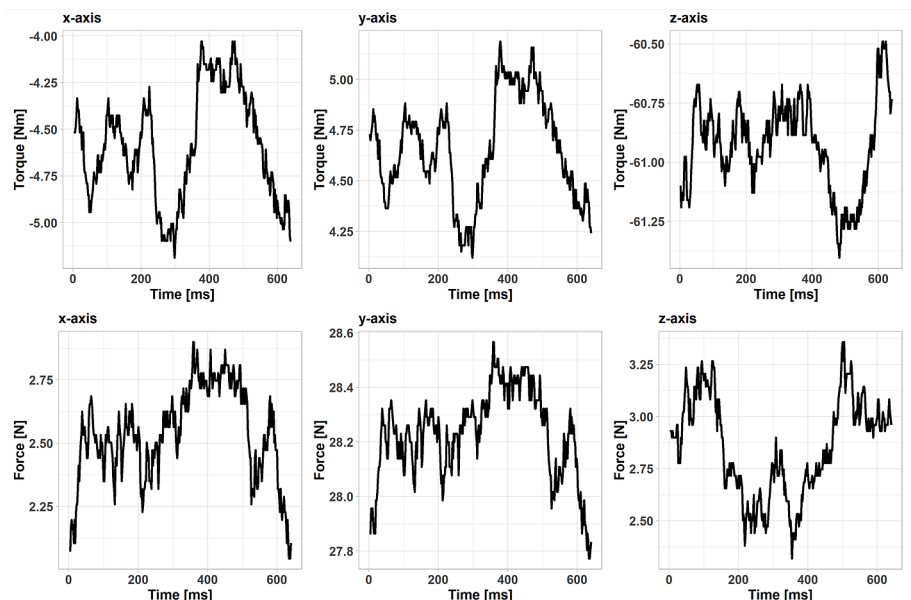 x-axis
y-axis
z-axis
-4.00
-4.25
-4.50
-4.75
-5.00
Torque [Nm]
0 200 400 600
Time [ms]
5.00
4.75
4.50
4.25
Torque [Nm]
0 200 400 600
Time [ms]
-60.50
-60.75
-61.00
-61.25
Torque [Nm]
0 200 400 600
Time [ms]
x-axis
y-axis
z-axis
2.75
2.50
2.25
Force [N]
0 200 400 600
Time [ms]
28.6
28.4
28.2
28.0
27.8
Force [N]
0 200 400 600
Time [ms]
3.25
3.00
2.75
2.50
Force [N]
0 200 400 600
Time [ms]